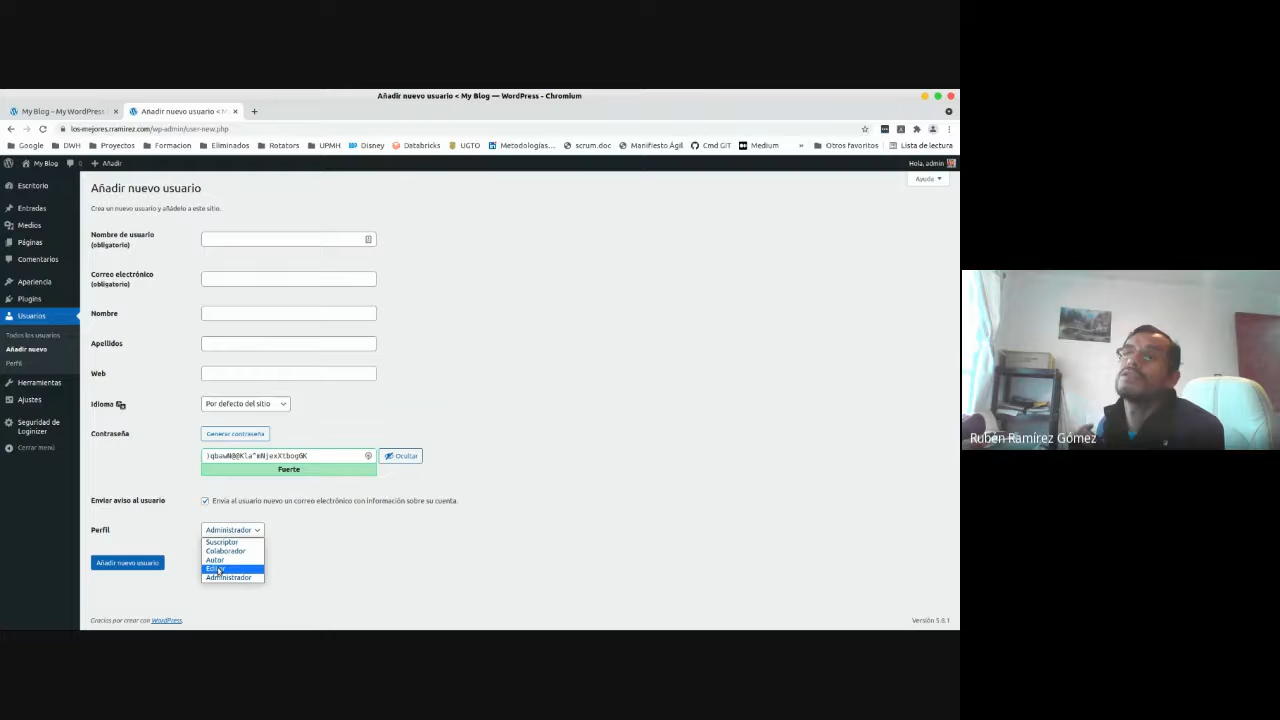 Añadir nuevo usuario < My Blog — WordPress - Chromium
My Blog – My WordPress
Añadir nuevo usuario < M
los-mejores.rramirez.com/wp-admin/user-new.php
Google
DWH
Proyectos
Formacion
Eliminados
Rotators
UPMH
Disney
Databricks
UGTO
Metodologías...
scrum.doc
Manifiesto Ágil
Cmd GIT
Medium
»
Otros favoritos
Lista de lectura
My Blog
0
Añadir
Hola, admin
Escritorio
Entradas
Medios
Páginas
Comentarios
Apariencia
Plugins
Usuarios
Todos los usuarios
Añadir nuevo
Perfil
Herramientas
Ajustes
Seguridad de
Loginizer
Cerrar menú
Ayuda
Añadir nuevo usuario
Crea un nuevo usuario y añádelo a este sitio.
Nombre de usuario
(obligatorio)
Correo electrónico
(obligatorio)
Nombre
Apellidos
Web
Idioma
Por defecto del sitio
Contraseña
Generar contraseña
)qbawN@@Kla^mNjexXtbogGK
Ocultar
Fuerte
Enviar aviso al usuario
Envía al usuario nuevo un correo electrónico con información sobre su cuenta.
Perfil
Administrador
Suscriptor
Colaborador
Autor
Editor
Administrador
Añadir nuevo usuario
Gracias por crear con WordPress.
Versión 5.8.1
Rubén Ramírez Gómez